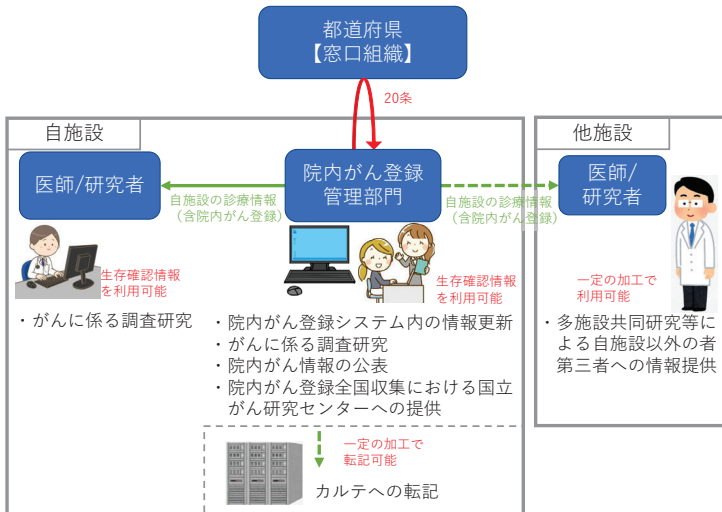 都道府県
【窓口組織】
20条
自施設
他施設
医師/研究者
院内がん登録
管理部門
医師/
研究者
自施設の診療情報
（含院内がん登録）
自施設の診療情報
（含院内がん登録）
生存確認情報
を利用可能
生存確認情報
を利用可能
一定の加工で
利用可能
・がんに係る調査研究
・院内がん登録システム内の情報更新
・がんに係る調査研究
・院内がん情報の公表
・院内がん登録全国収集における国立
がん研究センターへの提供
・多施設共同研究等に
よる自施設以外の者
第三者への情報提供
一定の加工で
転記可能
カルテへの転記